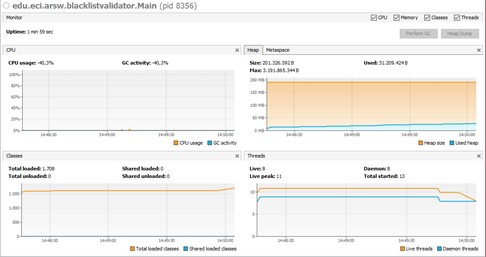 edu.eci.arsw.blacklistvalidator.Main (pid 8356)
Monitor
CPU Memory Classes Threads
Uptime: 1 min 59 sec
Perform GC Heap Dump
CPU
CPU usage: -40,3% GC activity: -40,3%
100%
80%
60%
40%
20%
0%
14:48:30 14:49:00 14:49:30 14:50:00
CPU usage GC activity
Heap Metaspace
Size: 201.326.592 B Used: 31.209.424 B
Max: 3.191.865.344 B
200 MB
150 MB
100 MB
50 MB
0 MB
14:48:30 14:49:00 14:49:30 14:50:00
Heap size Used heap
Classes
Total loaded: 1.708 Shared loaded: 0
Total unloaded: 0 Shared unloaded: 0
1.500
1.000
500
0
14:48:30 14:49:00 14:49:30 14:50:00
Total loaded classes Shared loaded classes
Threads
Live: 8 Daemon: 8
Live peak: 11 Total started: 13
10
5
0
14:48:30 14:49:00 14:49:30 14:50:00
Live threads Daemon threads